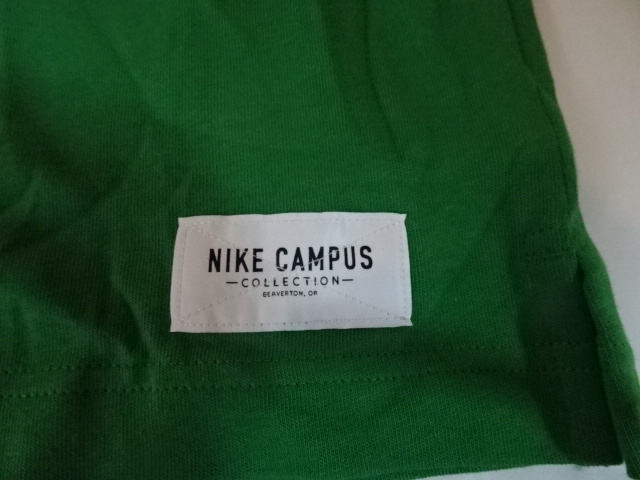 NIKE CAMPUS
—COLLECTION—
BEAVERTON, OR